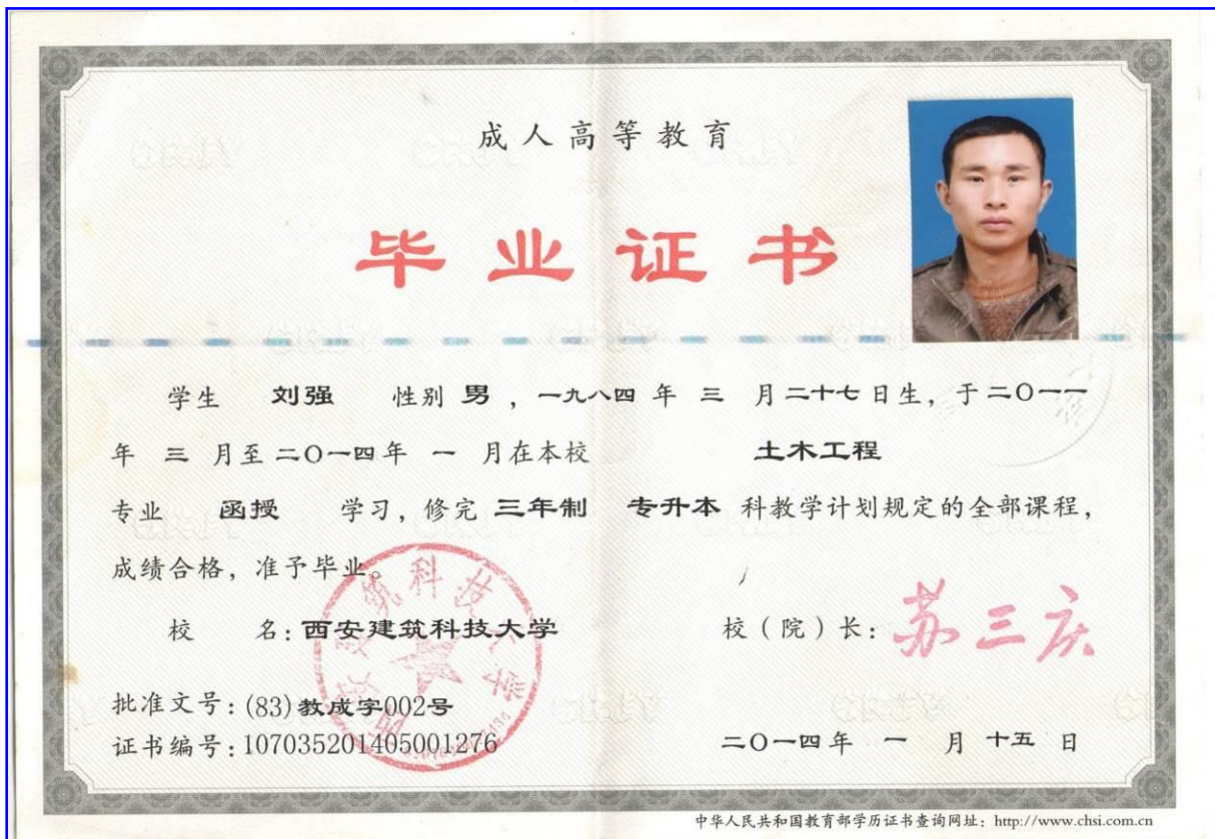 成人高等教育
毕业证书
学生 刘强 性别 男，一九八四 年 三 月 二十七 日生，于 二〇一一
年 三 月至 二〇一四 年 一 月在本校 土木工程
专业 函授 学习，修完 三年制 专升本 科教学计划规定的全部课程，
成绩合格，准予毕业。
校 名：西安建筑科技大学 校（院）长：苏三庆
批准文号：(83)教成字002号
证书编号：107035201405001276 二〇一四 年 一 月 十五 日
中华人民共和国教育部学历证书查询网址：http://www.chsi.com.cn